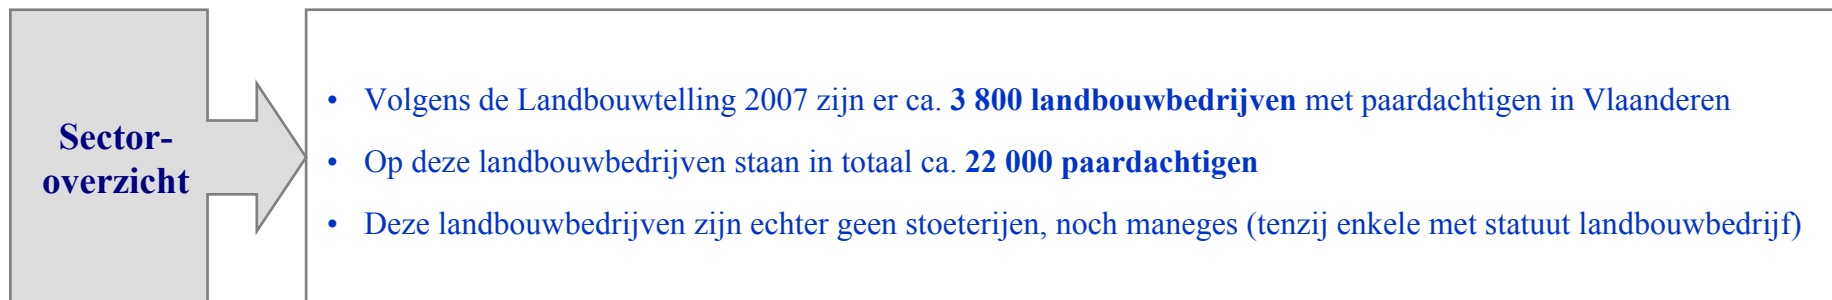 Sector-
overzicht
• Volgens de Landbouwtelling 2007 zijn er ca. 3 800 landbouwbedrijven met paardachtigen in Vlaanderen
• Op deze landbouwbedrijven staan in totaal ca. 22 000 paardachtigen
• Deze landbouwbedrijven zijn echter geen stoeterijen, noch maneges (tenzij enkele met statuut landbouwbedrijf)